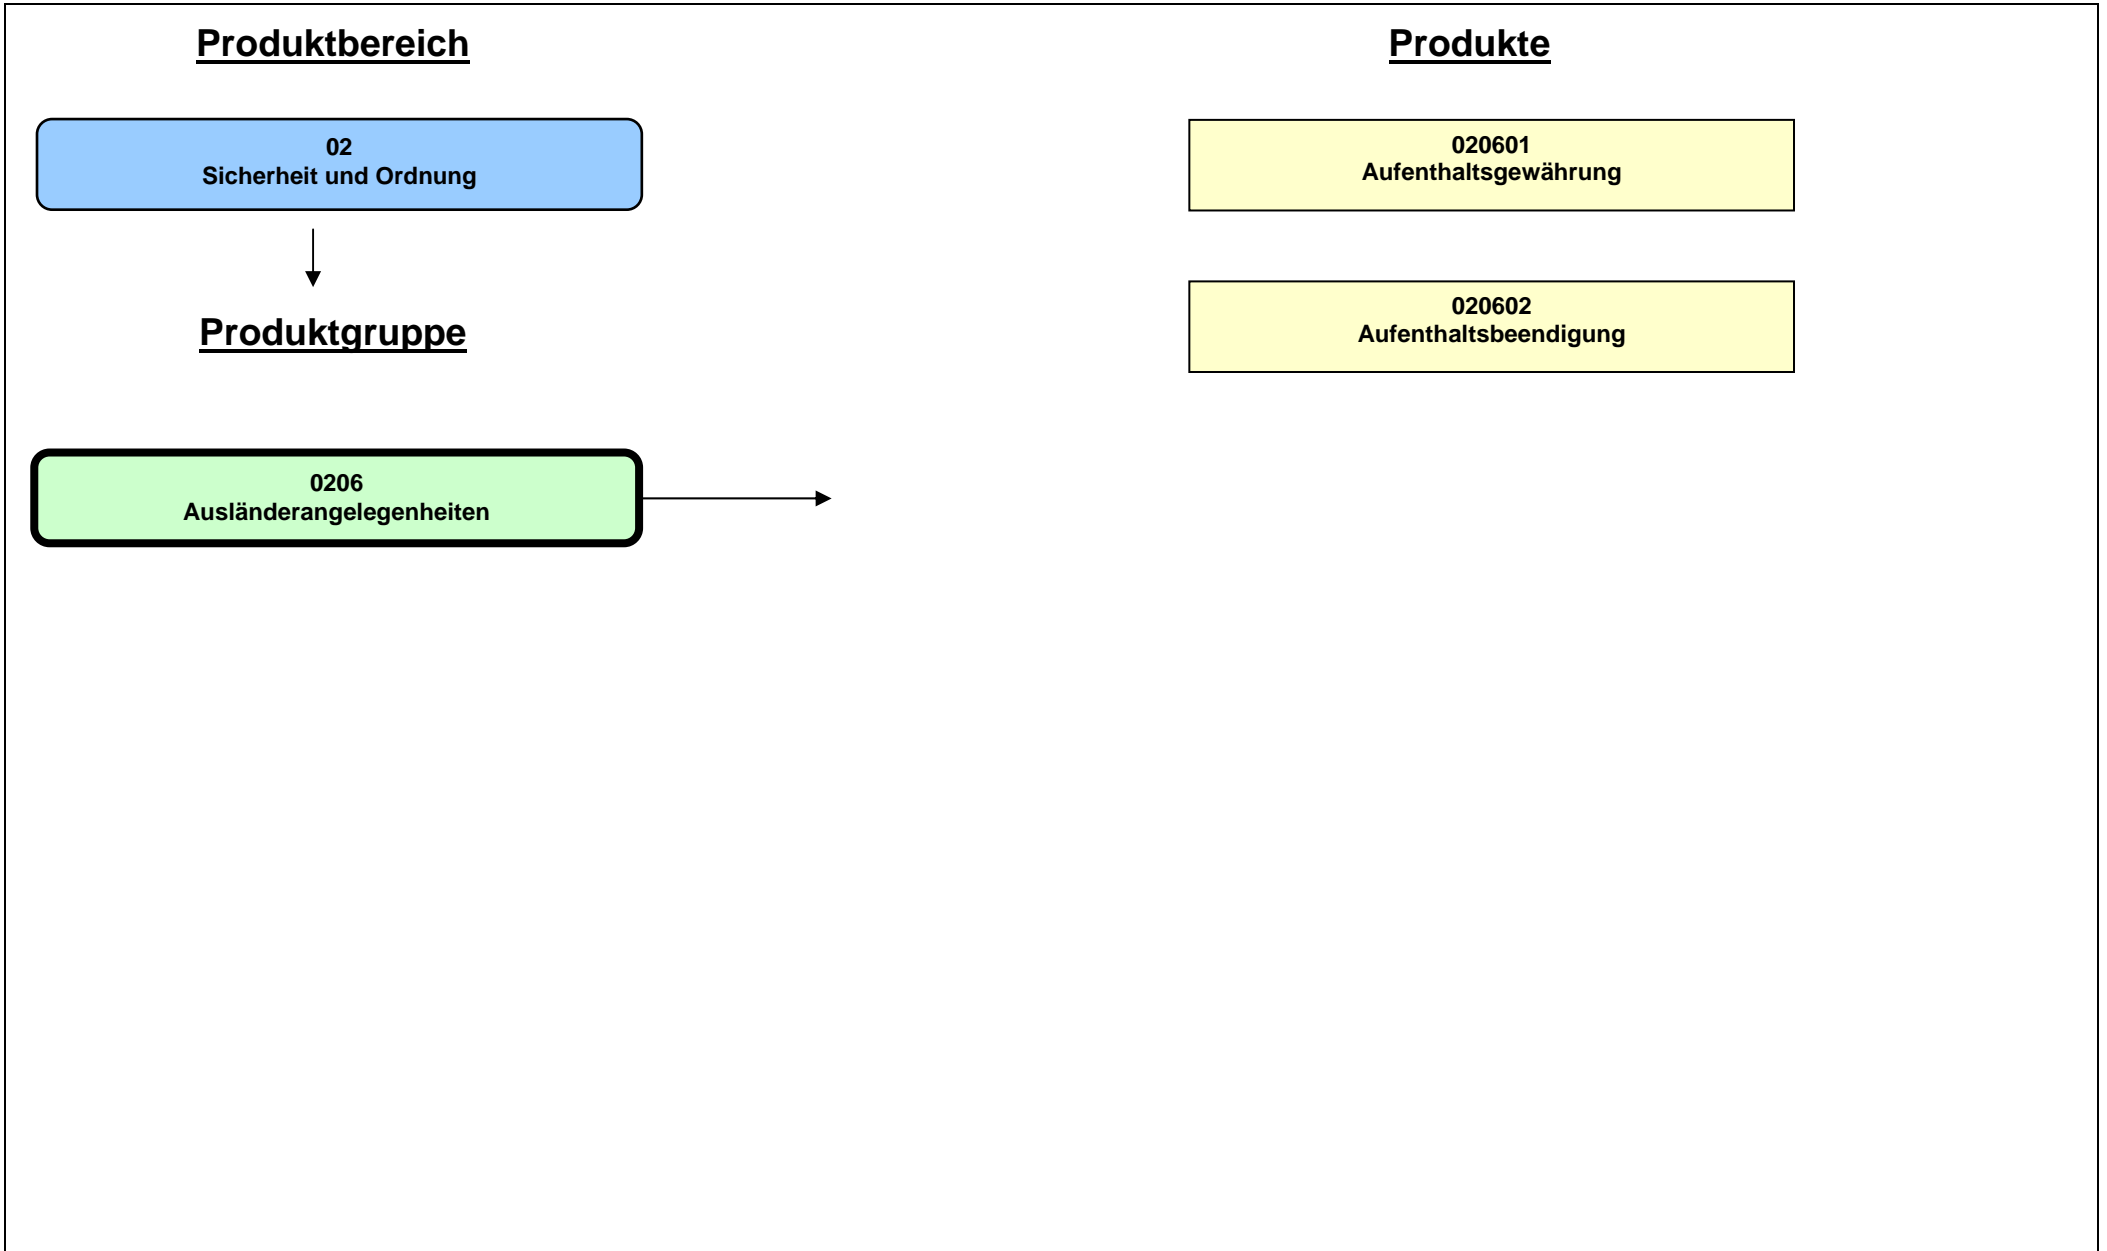 Produktbereich
02
Sicherheit und Ordnung
Produktgruppe
0206
Ausländerangelegenheiten
Produkte
020601
Aufenthaltsgewährung
020602
Aufenthaltsbeendigung